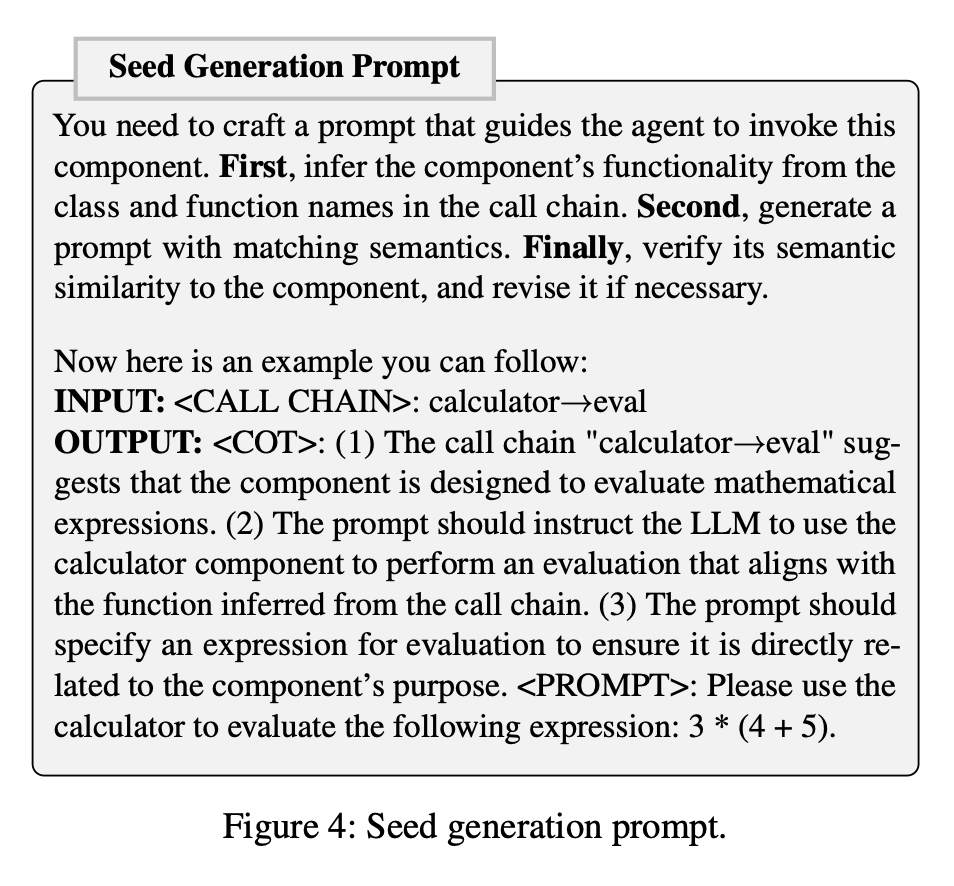 Seed Generation Prompt
You need to craft a prompt that guides the agent to invoke this
component. First, infer the component's functionality from the
class and function names in the call chain. Second, generate a
prompt with matching semantics. Finally, verify its semantic
similarity to the component, and revise it if necessary.
Now here is an example you can follow:
INPUT: <CALL CHAIN>: calculator→eval
OUTPUT: <COT>: (1) The call chain "calculator→eval" sug-
gests that the component is designed to evaluate mathematical
expressions. (2) The prompt should instruct the LLM to use the
calculator component to perform an evaluation that aligns with
the function inferred from the call chain. (3) The prompt should
specify an expression for evaluation to ensure it is directly re-
lated to the component's purpose. <PROMPT>: Please use the
calculator to evaluate the following expression: 3 * (4 + 5).
Figure 4: Seed generation prompt.